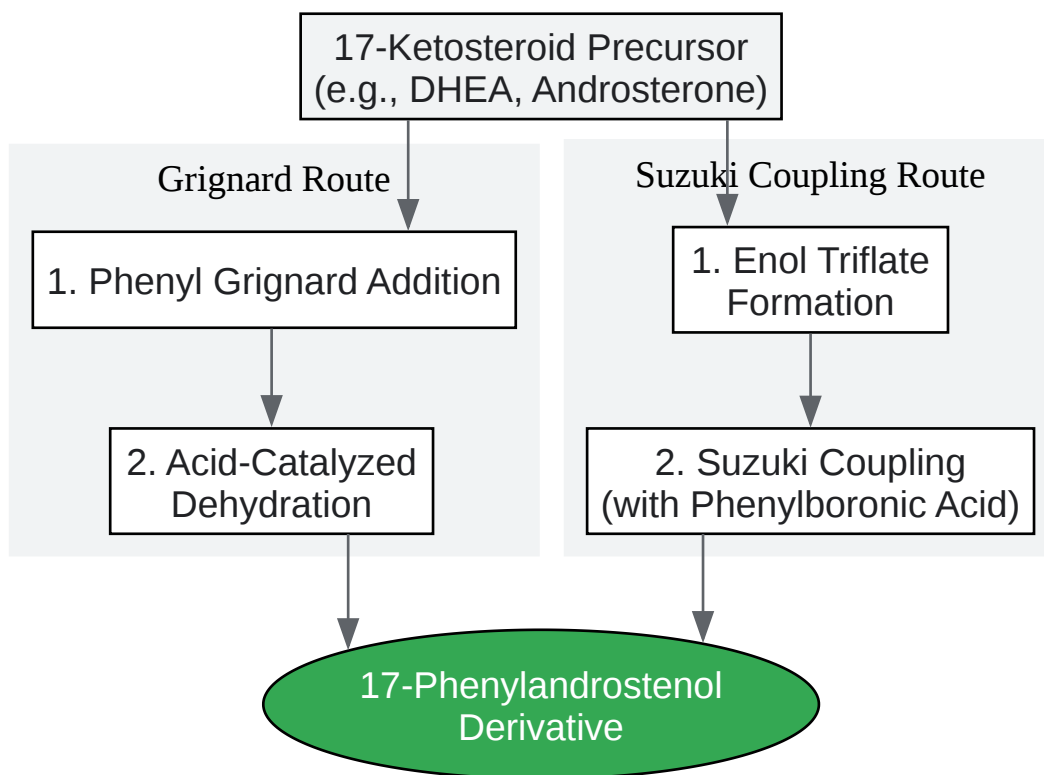 17-Ketosteroid Precursor
(e.g., DHEA, Androsterone)
Grignard Route
1. Phenyl Grignard Addition
2. Acid-Catalyzed
Dehydration
Suzuki Coupling Route
1. Enol Triflate
Formation
2. Suzuki Coupling
(with Phenylboronic Acid)
17-Phenylandrostenol
Derivative